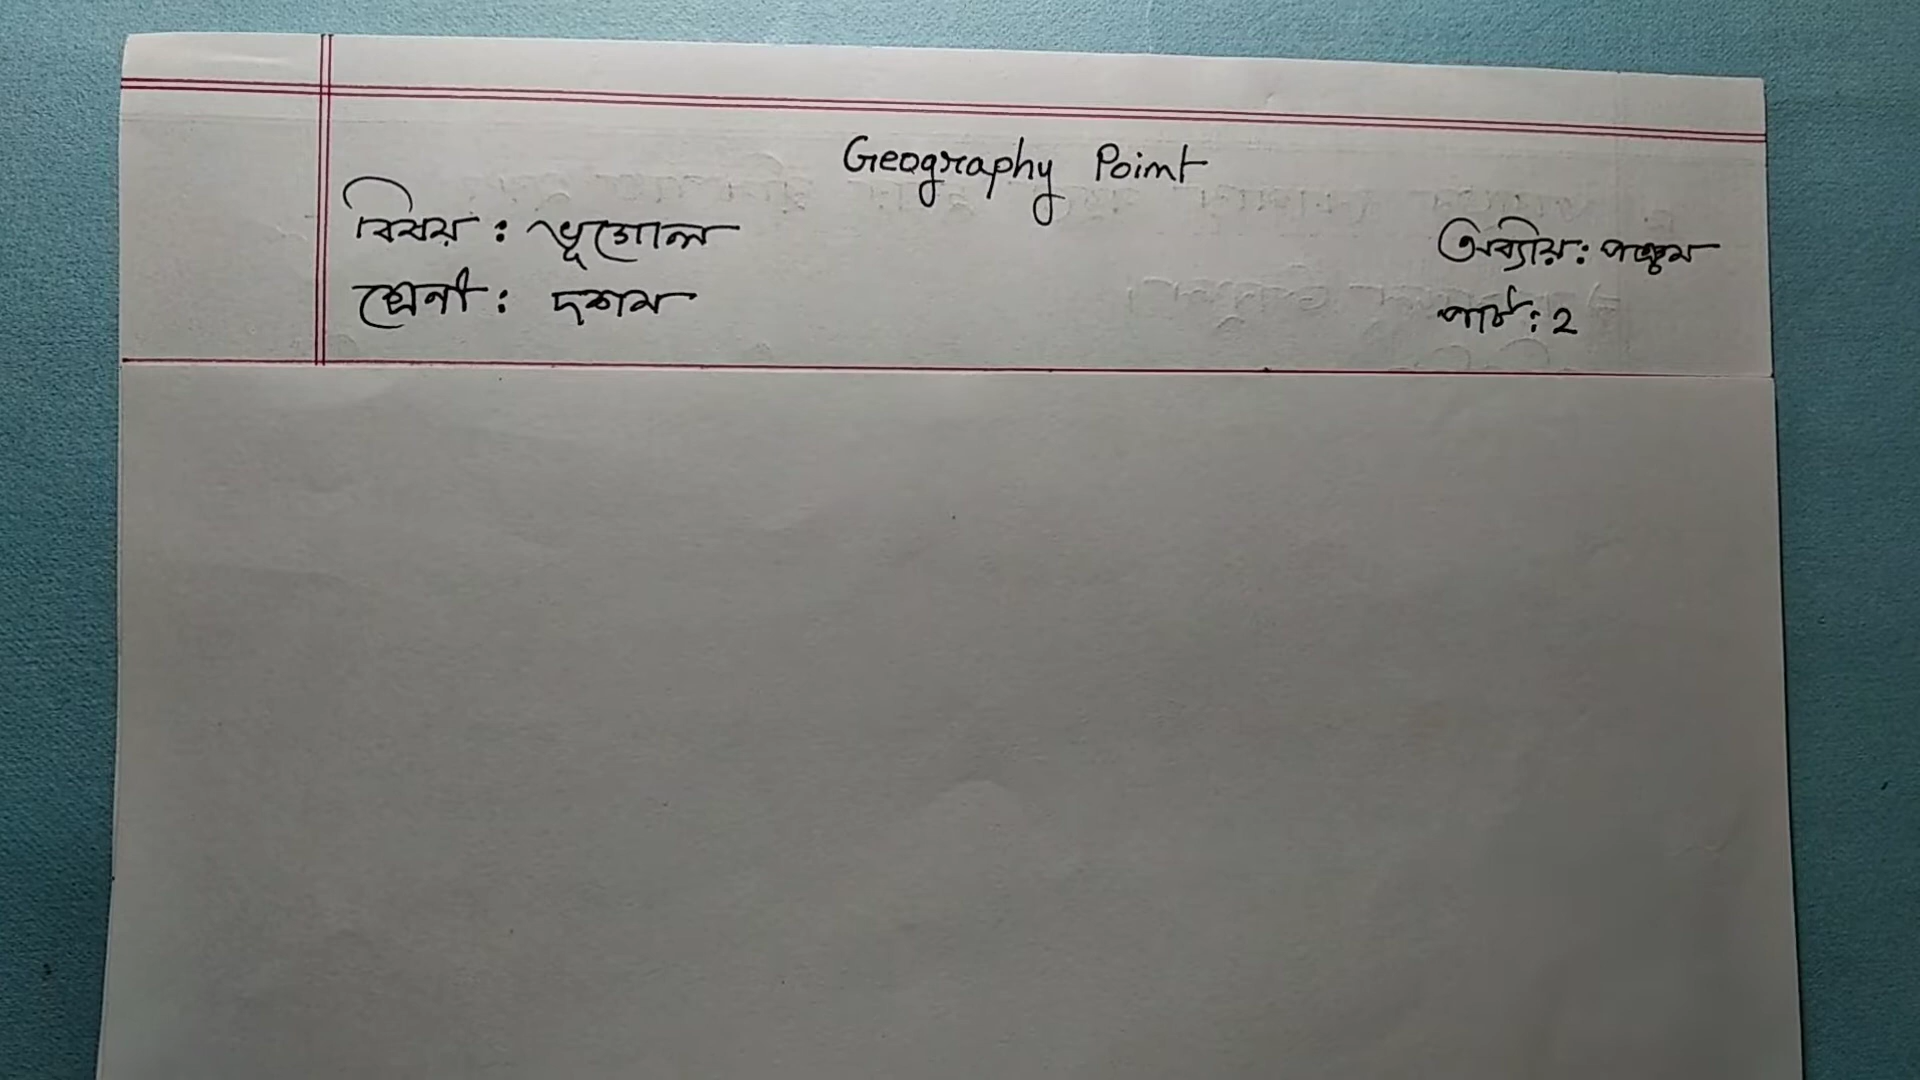 Geography Point
বিষয় : ভূগোল
অধ্যায় : পঞ্চম
শ্রেনী : দশম
পার্ট : 2